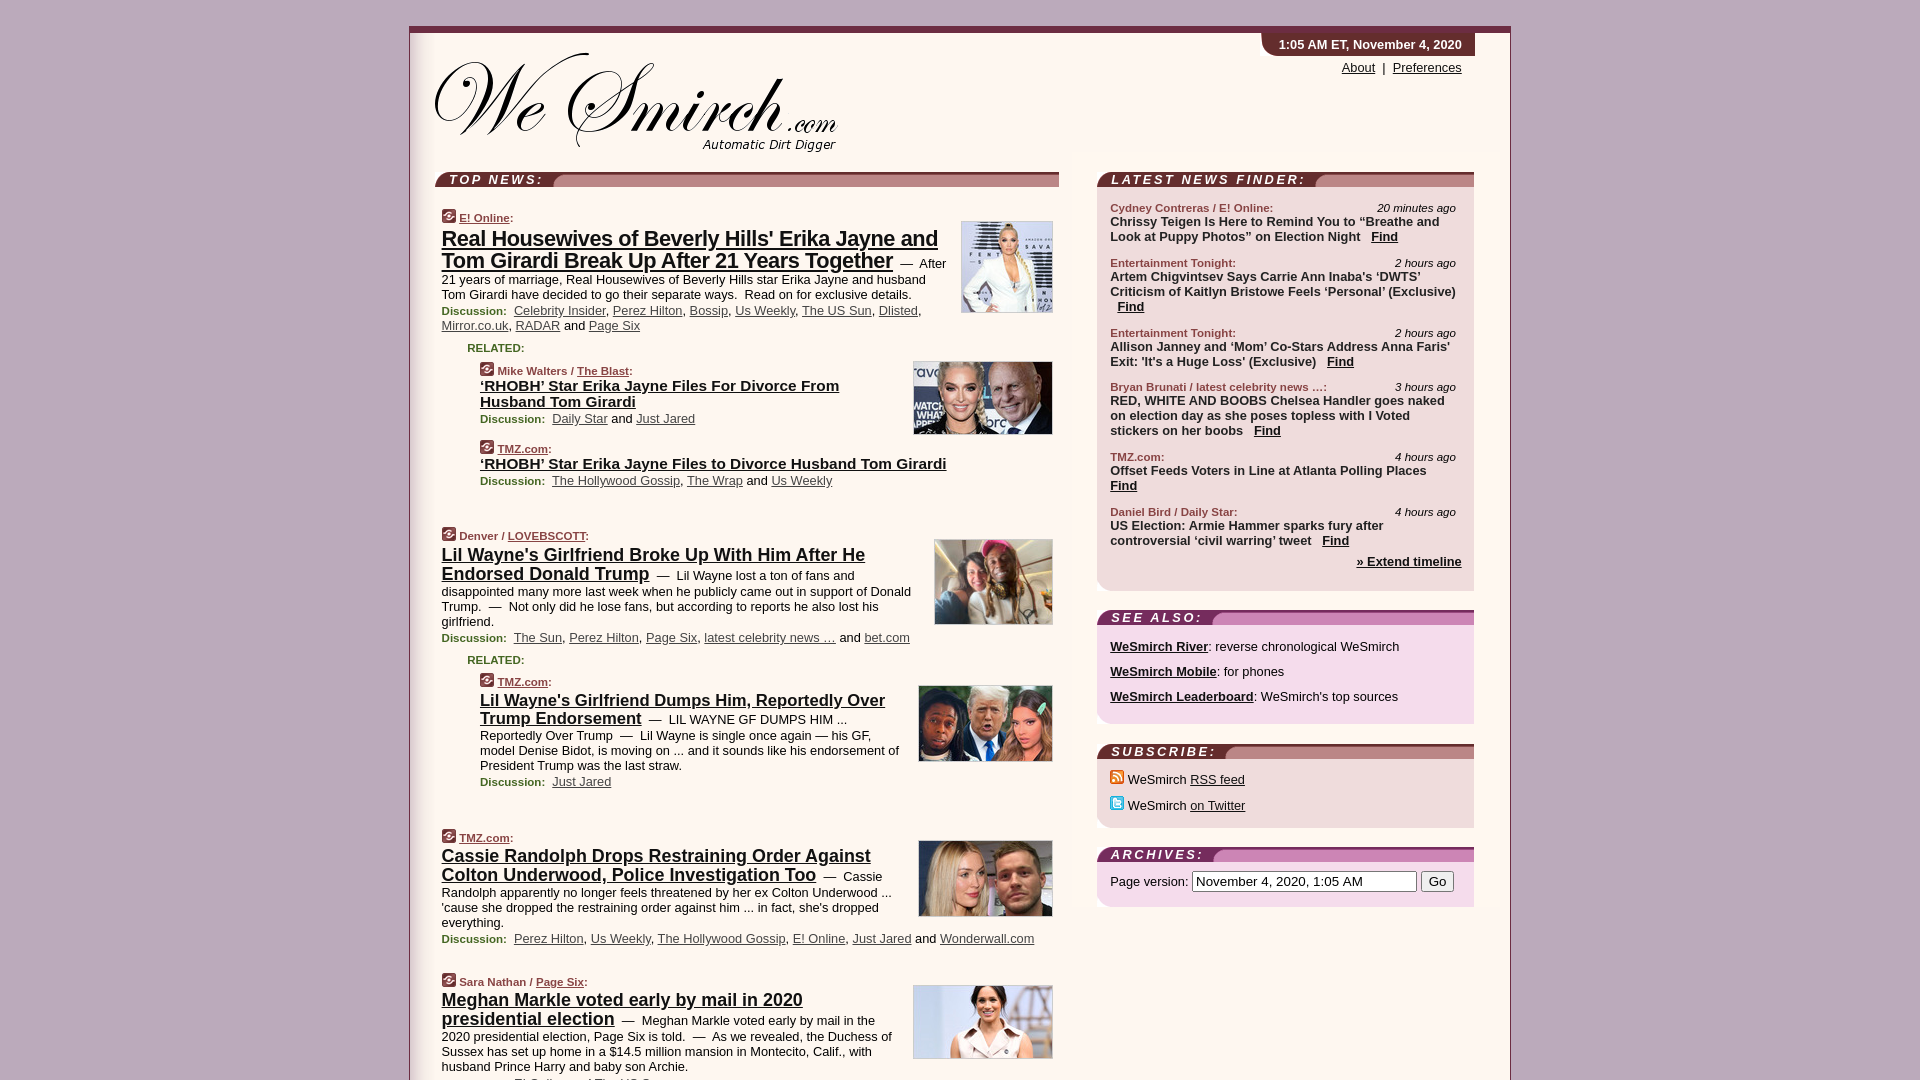 1:05 AM ET, November 4, 2020
About | Preferences
We Smirch .com
Automatic Dirt Digger
TOP NEWS:
E! Online:
Real Housewives of Beverly Hills' Erika Jayne and
Tom Girardi Break Up After 21 Years Together — After
21 years of marriage, Real Housewives of Beverly Hills star Erika Jayne and husband
Tom Girardi have decided to go their separate ways. Read on for exclusive details.
Discussion: Celebrity Insider, Perez Hilton, Bossip, Us Weekly, The US Sun, Dlisted,
Mirror.co.uk, RADAR and Page Six
RELATED:
Mike Walters / The Blast:
‘RHOBH’ Star Erika Jayne Files For Divorce From
Husband Tom Girardi
Discussion: Daily Star and Just Jared
TMZ.com:
‘RHOBH’ Star Erika Jayne Files to Divorce Husband Tom Girardi
Discussion: The Hollywood Gossip, The Wrap and Us Weekly
Denver / LOVEBSCOTT:
Lil Wayne's Girlfriend Broke Up With Him After He
Endorsed Donald Trump — Lil Wayne lost a ton of fans and
disappointed many more last week when he publicly came out in support of Donald
Trump. — Not only did he lose fans, but according to reports he also lost his
girlfriend.
Discussion: The Sun, Perez Hilton, Page Six, latest celebrity news … and bet.com
RELATED:
TMZ.com:
Lil Wayne's Girlfriend Dumps Him, Reportedly Over
Trump Endorsement — LIL WAYNE GF DUMPS HIM ...
Reportedly Over Trump — Lil Wayne is single once again — his GF,
model Denise Bidot, is moving on ... and it sounds like his endorsement of
President Trump was the last straw.
Discussion: Just Jared
TMZ.com:
Cassie Randolph Drops Restraining Order Against
Colton Underwood, Police Investigation Too — Cassie
Randolph apparently no longer feels threatened by her ex Colton Underwood ...
'cause she dropped the restraining order against him ... in fact, she's dropped
everything.
Discussion: Perez Hilton, Us Weekly, The Hollywood Gossip, E! Online, Just Jared and Wonderwall.com
Sara Nathan / Page Six:
Meghan Markle voted early by mail in 2020
presidential election — Meghan Markle voted early by mail in the
2020 presidential election, Page Six is told. — As we revealed, the Duchess of
Sussex has set up home in a $14.5 million mansion in Montecito, Calif., with
husband Prince Harry and baby son Archie.
LATEST NEWS FINDER:
Cydney Contreras / E! Online: 20 minutes ago
Chrissy Teigen Is Here to Remind You to “Breathe and
Look at Puppy Photos” on Election Night Find
Entertainment Tonight: 2 hours ago
Artem Chigvintsev Says Carrie Ann Inaba's ‘DWTS’
Criticism of Kaitlyn Bristowe Feels ‘Personal’ (Exclusive)
Find
Entertainment Tonight: 2 hours ago
Allison Janney and ‘Mom’ Co-Stars Address Anna Faris'
Exit: 'It's a Huge Loss' (Exclusive) Find
Bryan Brunati / latest celebrity news …: 3 hours ago
RED, WHITE AND BOOBS Chelsea Handler goes naked
on election day as she poses topless with I Voted
stickers on her boobs Find
TMZ.com: 4 hours ago
Offset Feeds Voters in Line at Atlanta Polling Places
Find
Daniel Bird / Daily Star: 4 hours ago
US Election: Armie Hammer sparks fury after
controversial ‘civil warring’ tweet Find
» Extend timeline
SEE ALSO:
WeSmirch River: reverse chronological WeSmirch
WeSmirch Mobile: for phones
WeSmirch Leaderboard: WeSmirch's top sources
SUBSCRIBE:
WeSmirch RSS feed
WeSmirch on Twitter
ARCHIVES:
Page version: November 4, 2020, 1:05 AM Go